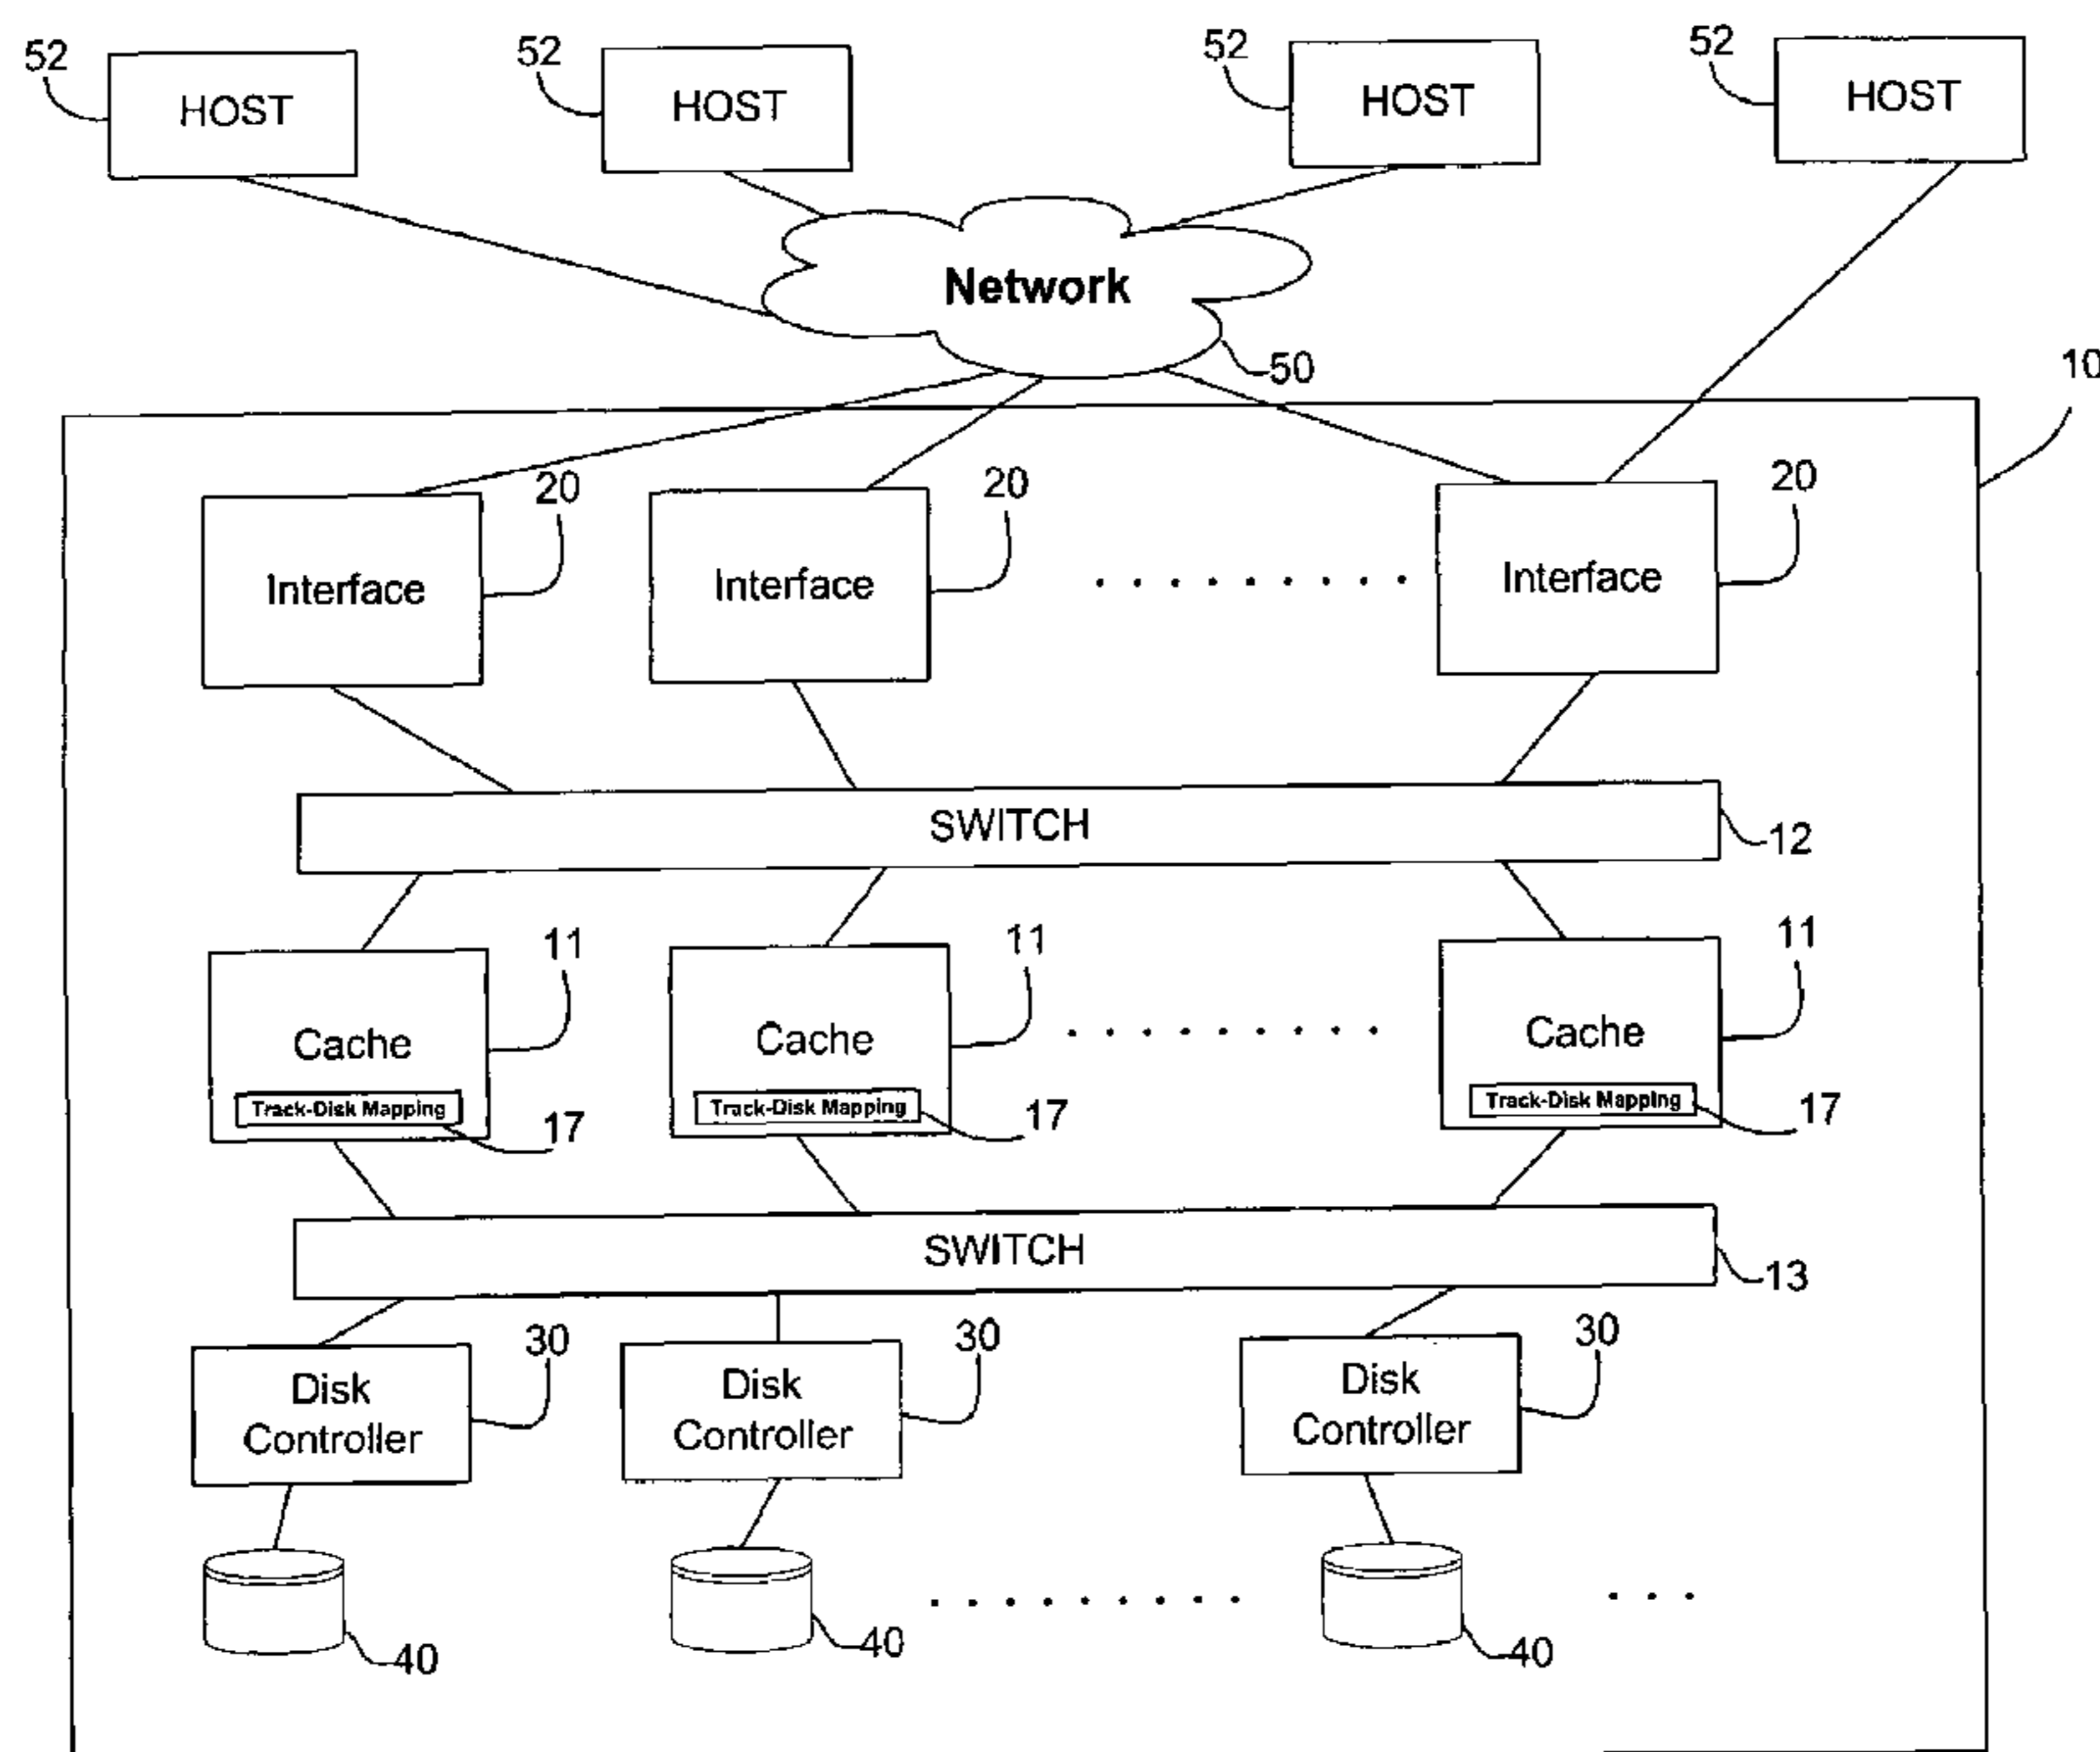 52 52 52 52
HOST HOST HOST HOST
Network
50
10
20 20 20
Interface Interface Interface
SWITCH
12
11 11 11
Cache Cache Cache
Track-Disk Mapping Track-Disk Mapping Track-Disk Mapping
17 17 17
SWITCH
13
30 30 30
Disk Disk Disk
Controller Controller Controller
40 40 40